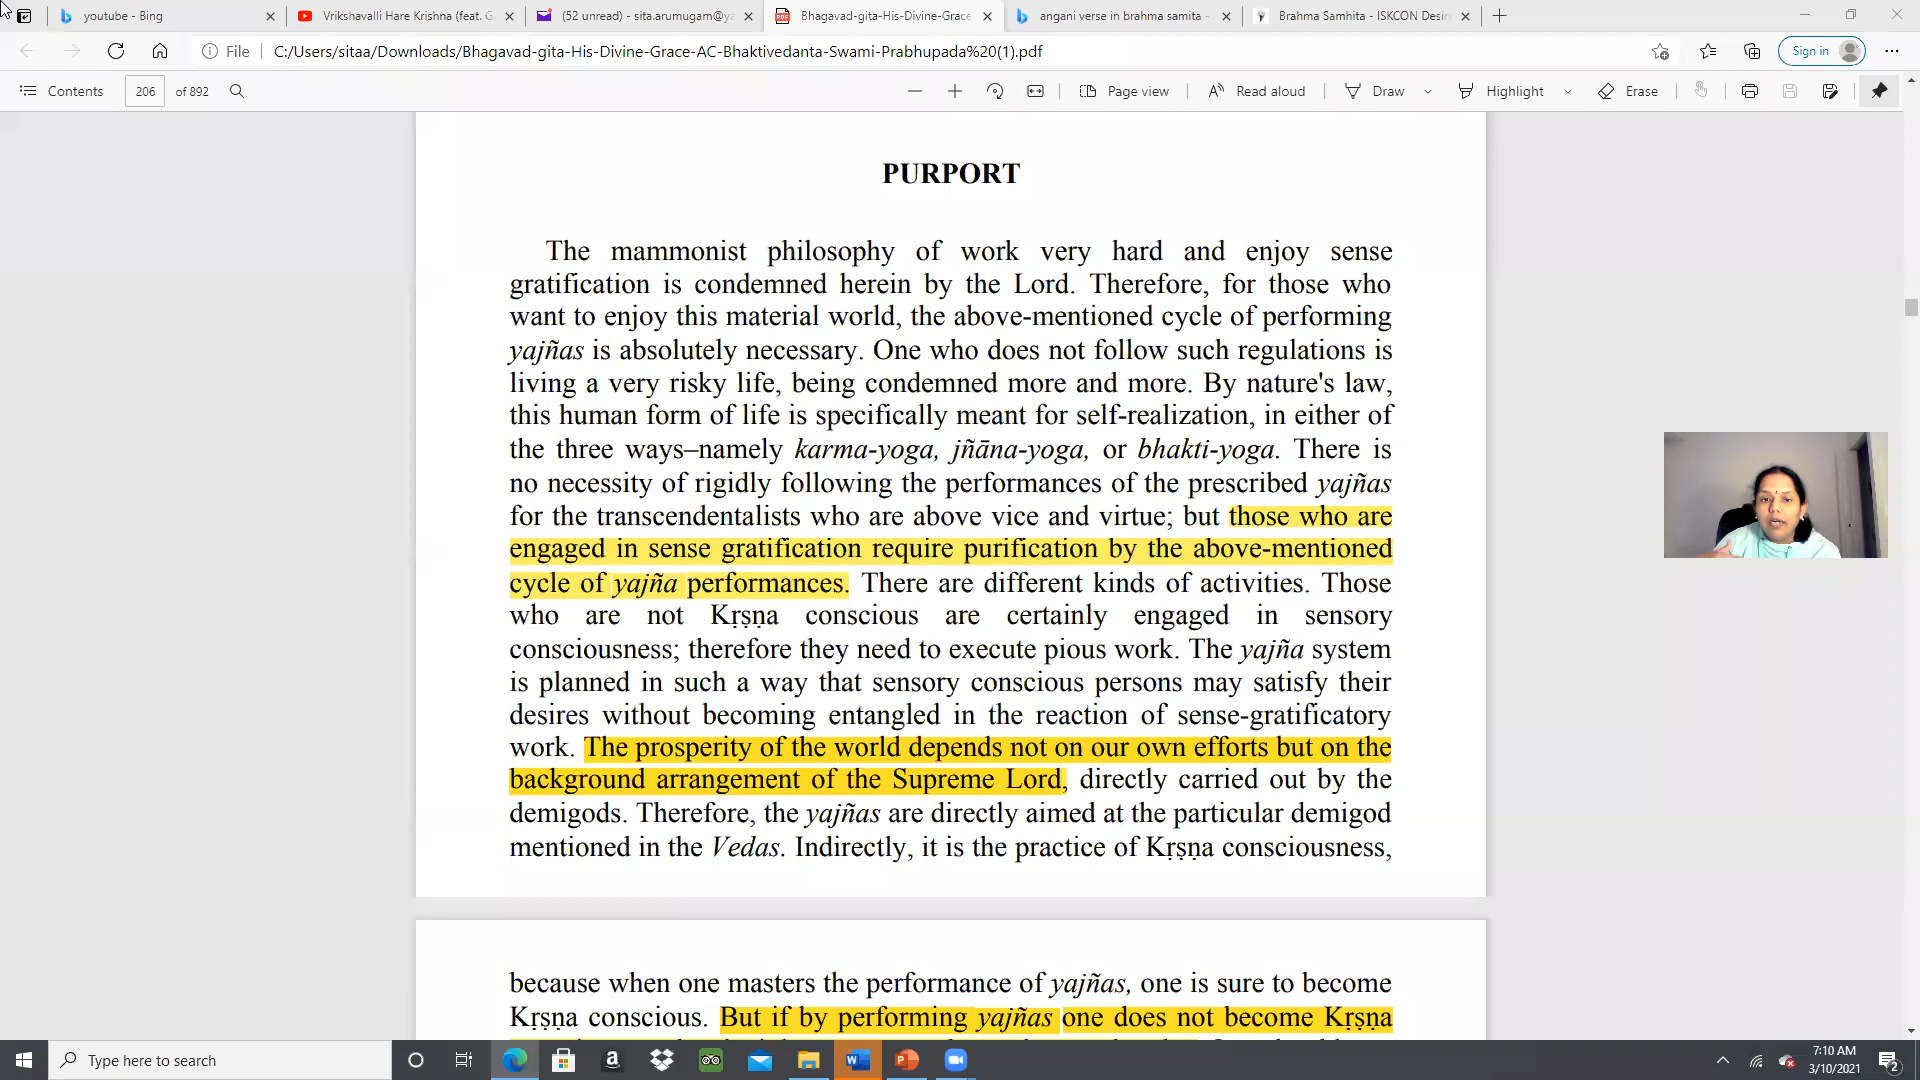 youtube - Bing
Vrikshavalli Hare Krishna (feat. G
(52 unread) - sita.arumugam@ya
Bhagavad-gita-His-Divine-Grace
angani verse in brahma samita -
Brahma Samhita - ISKCON Desir
File
C:/Users/sitaa/Downloads/Bhagavad-gita-His-Divine-Grace-AC-Bhaktivedanta-Swami-Prabhupada%20(1).pdf
Sign in
Contents
206 of 892
Page view
Read aloud
Draw
Highlight
Erase
PURPORT
The mammonist philosophy of work very hard and enjoy sense
gratification is condemned herein by the Lord. Therefore, for those who
want to enjoy this material world, the above-mentioned cycle of performing
yajñas is absolutely necessary. One who does not follow such regulations is
living a very risky life, being condemned more and more. By nature's law,
this human form of life is specifically meant for self-realization, in either of
the three ways–namely karma-yoga, jñāna-yoga, or bhakti-yoga. There is
no necessity of rigidly following the performances of the prescribed yajñas
for the transcendentalists who are above vice and virtue; but those who are
engaged in sense gratification require purification by the above-mentioned
cycle of yajña performances. There are different kinds of activities. Those
who are not Kṛṣṇa conscious are certainly engaged in sensory
consciousness; therefore they need to execute pious work. The yajña system
is planned in such a way that sensory conscious persons may satisfy their
desires without becoming entangled in the reaction of sense-gratificatory
work. The prosperity of the world depends not on our own efforts but on the
background arrangement of the Supreme Lord, directly carried out by the
demigods. Therefore, the yajñas are directly aimed at the particular demigod
mentioned in the Vedas. Indirectly, it is the practice of Kṛṣṇa consciousness,
because when one masters the performance of yajñas, one is sure to become
Kṛṣṇa conscious. But if by performing yajñas one does not become Kṛṣṇa
Type here to search
7:10 AM
3/10/2021
2